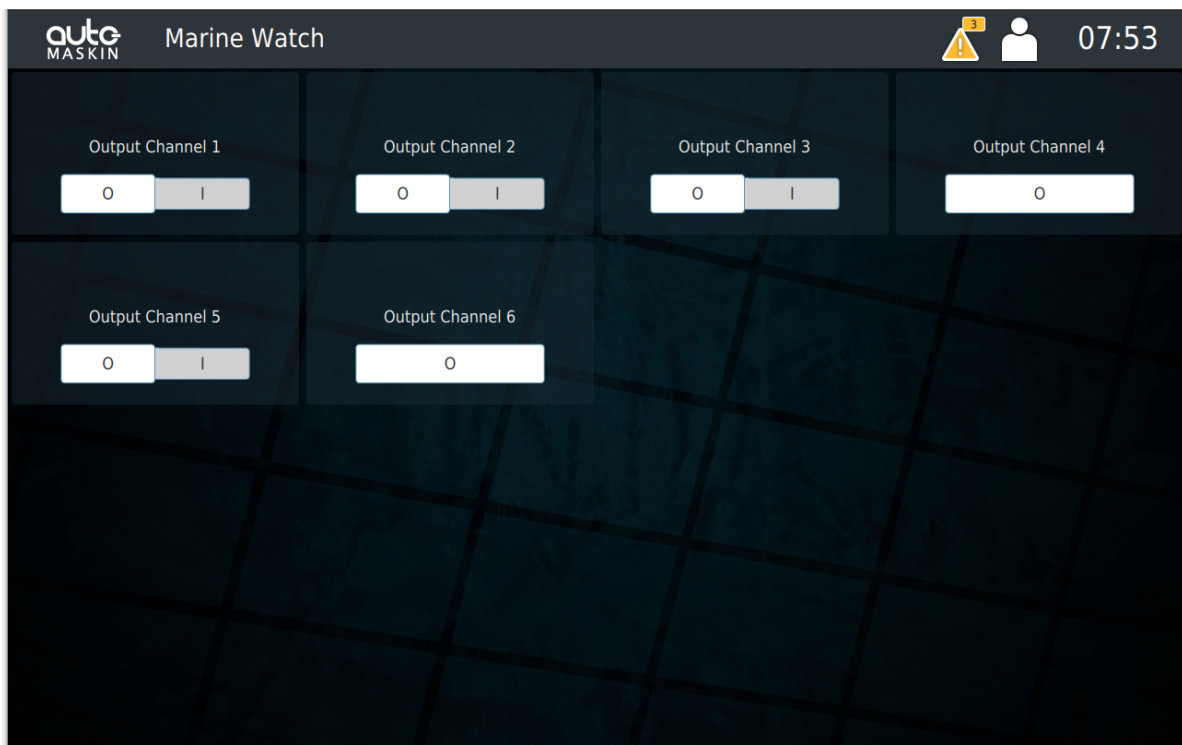 auto
MASKIN
Marine Watch
3
07:53
Output Channel 1
Output Channel 2
Output Channel 3
Output Channel 4
O I
O I
O I
O
Output Channel 5
Output Channel 6
O I
O